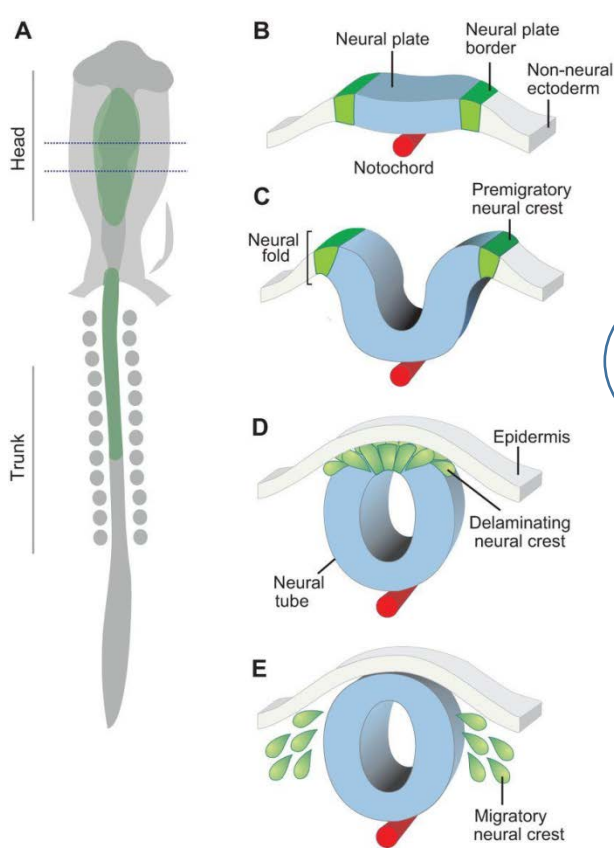 A
Head
Trunk
B
Neural plate
Neural plate
border
Non-neural
ectoderm
Notochord
C
Premigratory
neural crest
Neural
fold
D
Epidermis
Delaminating
neural crest
Neural
tube
E
Migratory
neural crest